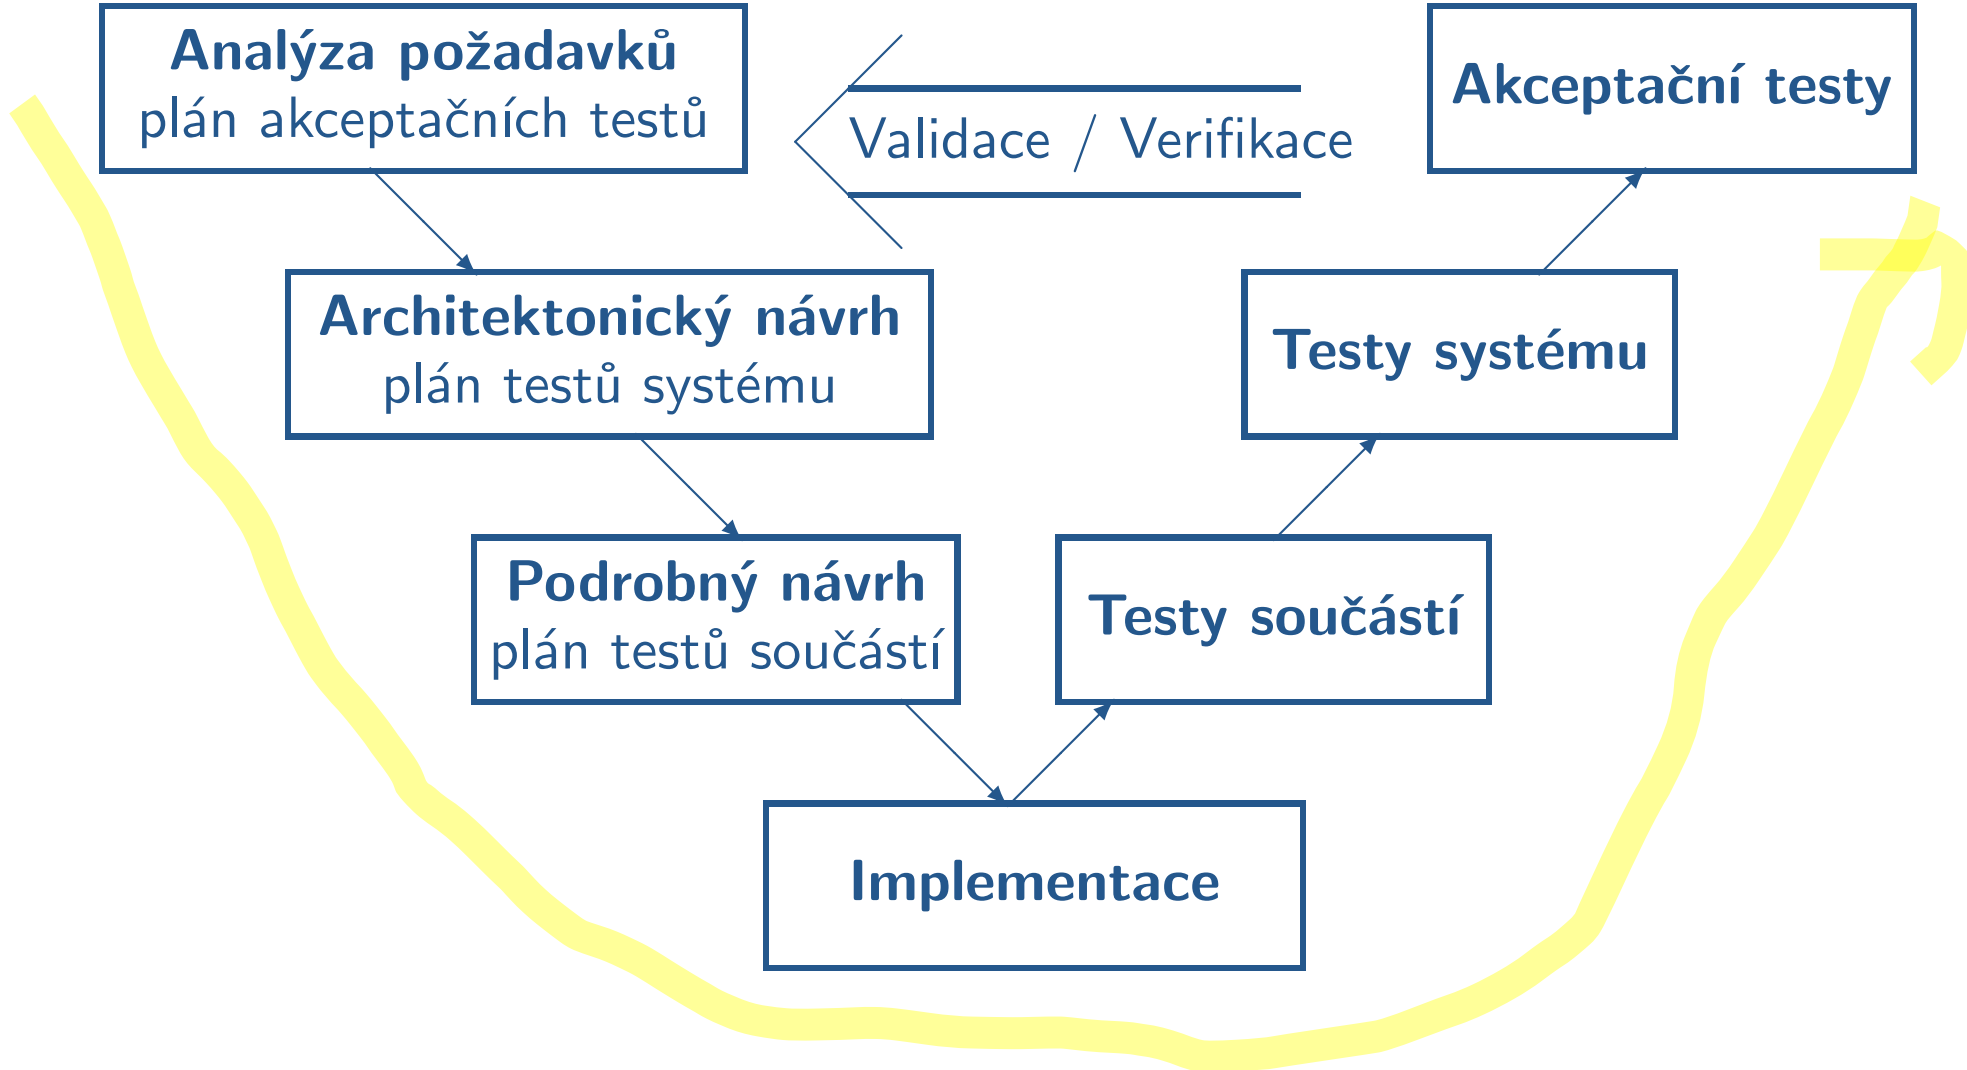 Analýza požadavků
plán akceptačních testů
Validace / Verifikace
Akceptační testy
Architektonický návrh
plán testů systému
Testy systému
Podrobný návrh
plán testů součástí
Testy součástí
Implementace